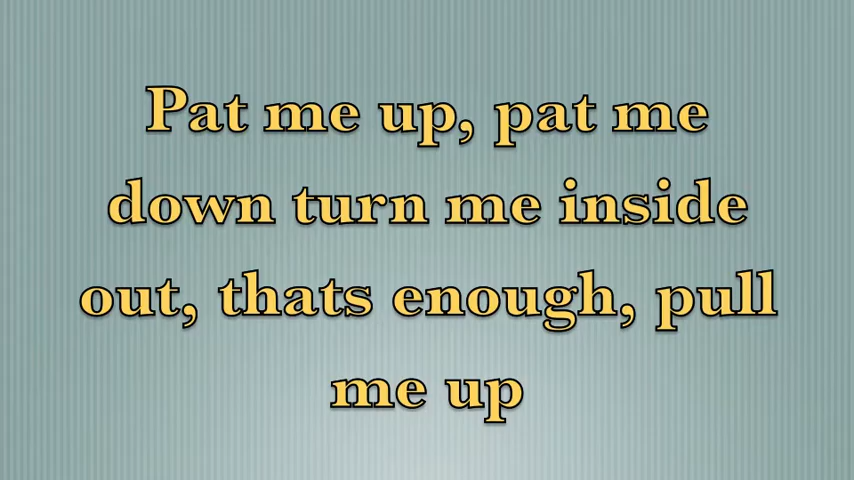 Pat me up, pat me
down turn me inside
out, thats enough, pull
me up